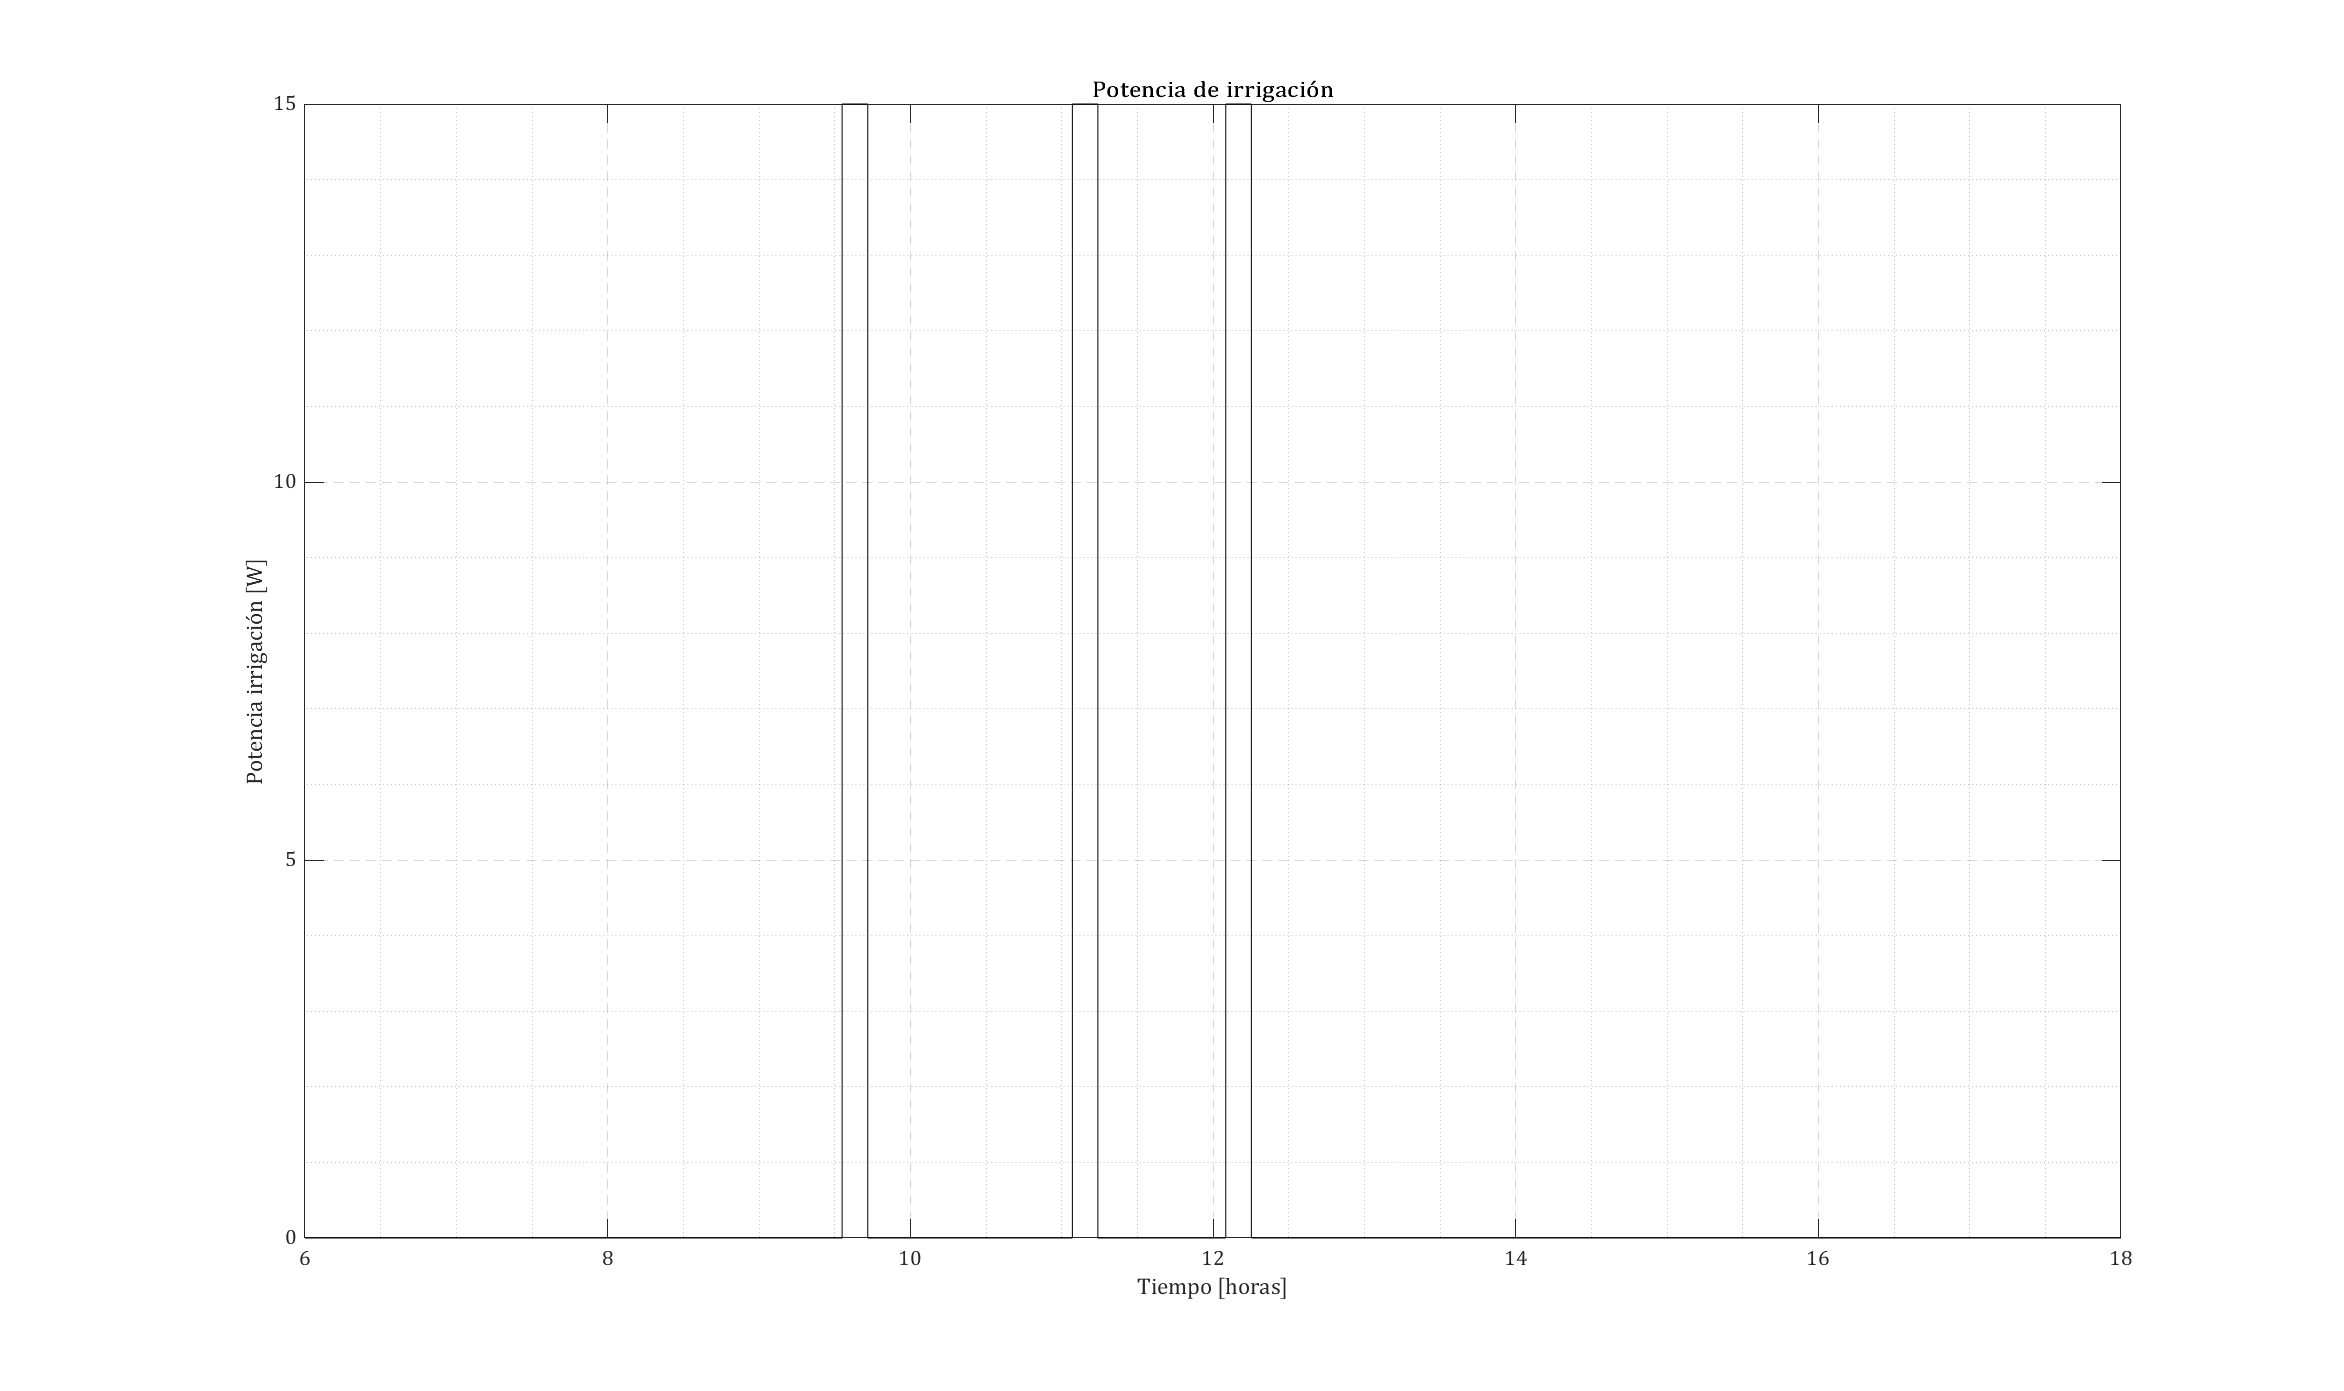 Potencia de irrigación
15
10
5
0
Potencia irrigación [W]
6 8 10 12 14 16 18
Tiempo [horas]